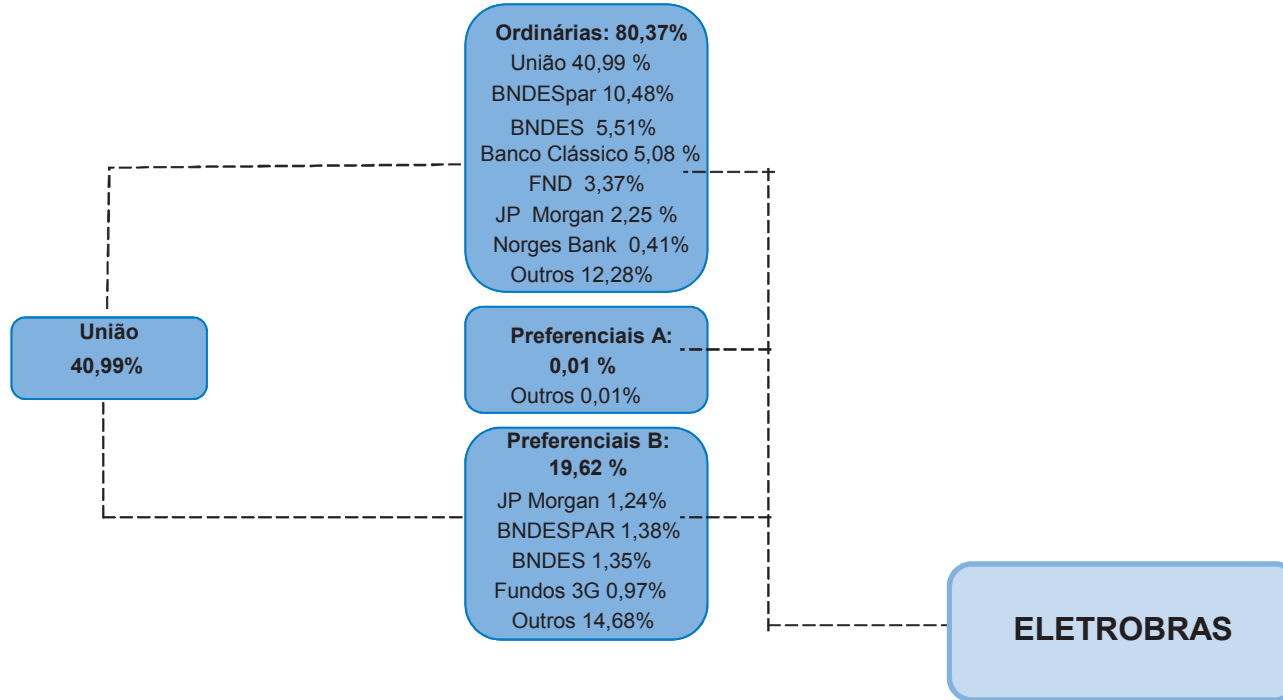 Ordinárias: 80,37%
União 40,99 %
BNDESpar 10,48%
BNDES 5,51%
Banco Clássico 5,08 %
FND 3,37%
JP Morgan 2,25 %
Norges Bank 0,41%
Outros 12,28%
União
40,99%
Preferenciais A:
0,01 %
Outros 0,01%
Preferenciais B:
19,62 %
JP Morgan 1,24%
BNDESPAR 1,38%
BNDES 1,35%
Fundos 3G 0,97%
Outros 14,68%
ELETROBRAS